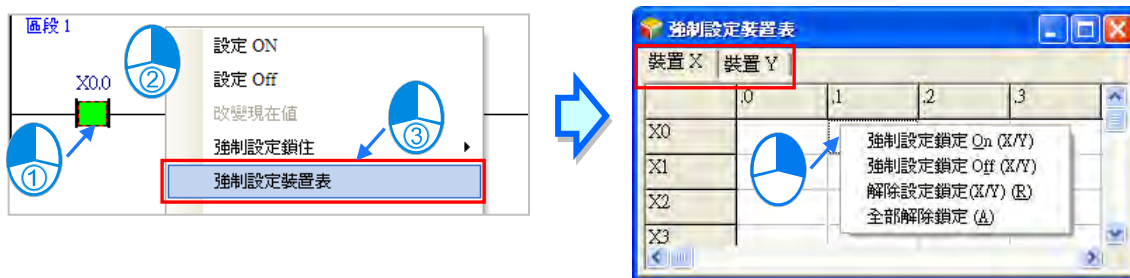 區段 1
X0.0
設定 ON
設定 Off
改變現在值
強制設定鎖住
強制設定裝置表
①
②
③
強制設定裝置表
裝置 X
裝置 Y
.0
.1
.2
.3
X0
X1
X2
X3
強制設定鎖定 On (X/Y)
強制設定鎖定 Off (X/Y)
解除設定鎖定(X/Y) (R)
全部解除鎖定 (A)